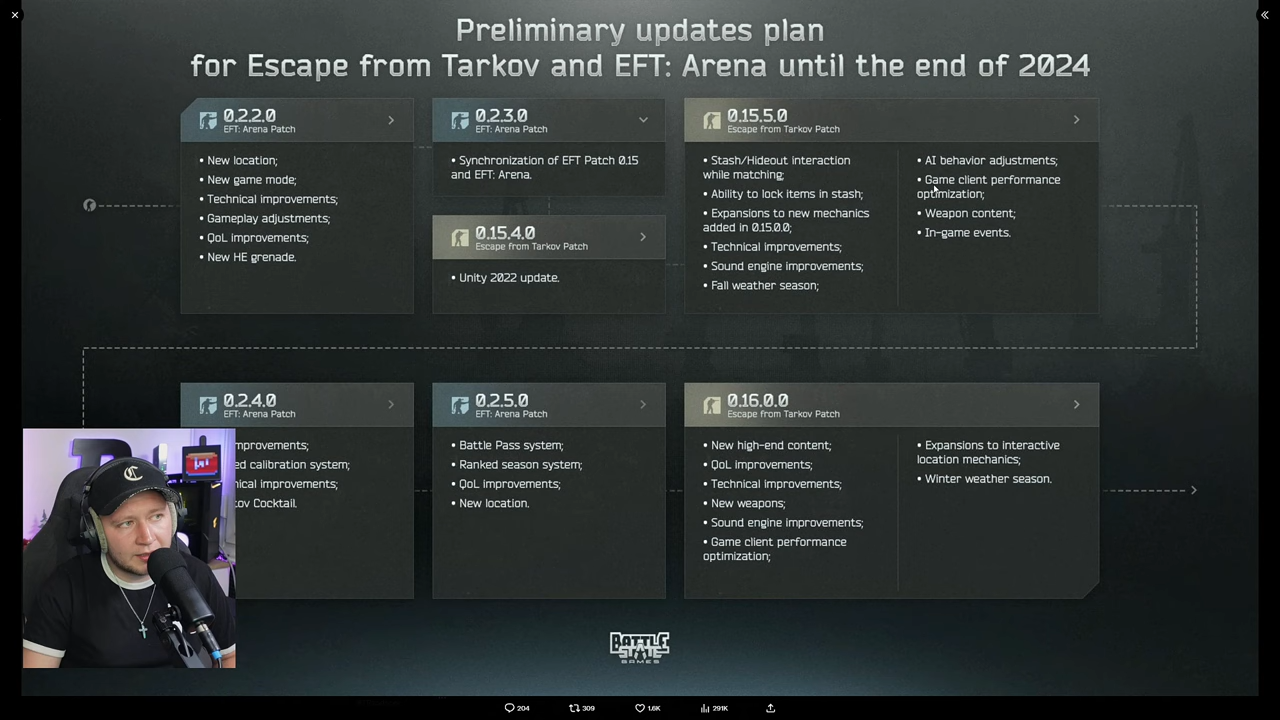 Preliminary updates plan
for Escape from Tarkov and EFT: Arena until the end of 2024
0.2.2.0
EFT: Arena Patch
• New location;
• New game mode;
• Technical improvements;
• Gameplay adjustments;
• QoL improvements;
• New HE grenade.
0.2.3.0
EFT: Arena Patch
• Synchronization of EFT Patch 0.15
and EFT: Arena.
0.15.4.0
Escape from Tarkov Patch
• Unity 2022 update.
0.15.5.0
Escape from Tarkov Patch
• Stash/Hideout interaction
while matching;
• Ability to lock items in stash;
• Expansions to new mechanics
added in 0.15.0.0;
• Technical improvements;
• Sound engine improvements;
• Fall weather season;
• AI behavior adjustments;
• Game client performance
optimization;
• Weapon content;
• In-game events.
0.2.4.0
EFT: Arena Patch
mprovements;
calibration system;
improvements;
Cocktail.
0.2.5.0
EFT: Arena Patch
• Battle Pass system;
• Ranked season system;
• QoL improvements;
• New location.
0.16.0.0
Escape from Tarkov Patch
• New high-end content;
• QoL improvements;
• Technical improvements;
• New weapons;
• Sound engine improvements;
• Game client performance
optimization;
• Expansions to interactive
location mechanics;
• Winter weather season.
BATTLE
STATE
GAMES
204 309 1.6K 291K